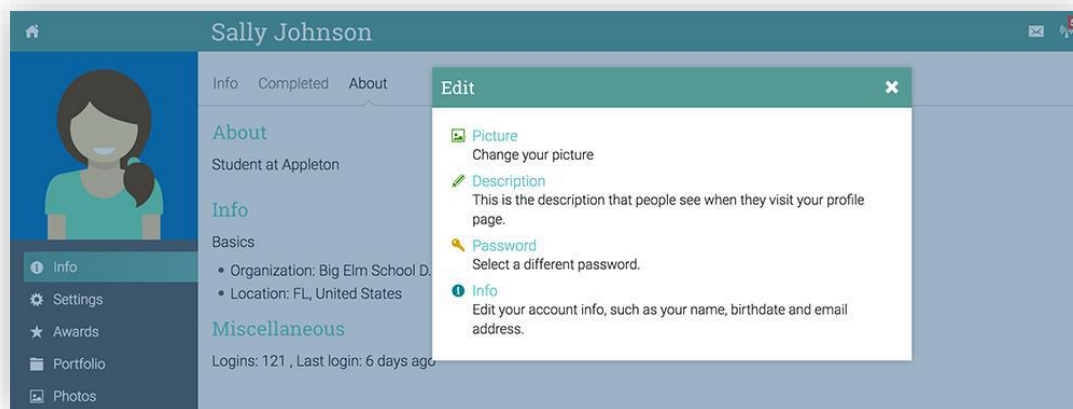 Sally Johnson
Info Completed About
About
Student at Appleton
Info
Basics
• Organization: Big Elm School D.
• Location: FL, United States
Miscellaneous
Logins: 121 , Last login: 6 days ago
Info
Settings
Awards
Portfolio
Photos
Edit
Picture
Change your picture
Description
This is the description that people see when they visit your profile
page.
Password
Select a different password.
Info
Edit your account info, such as your name, birthdate and email
address.